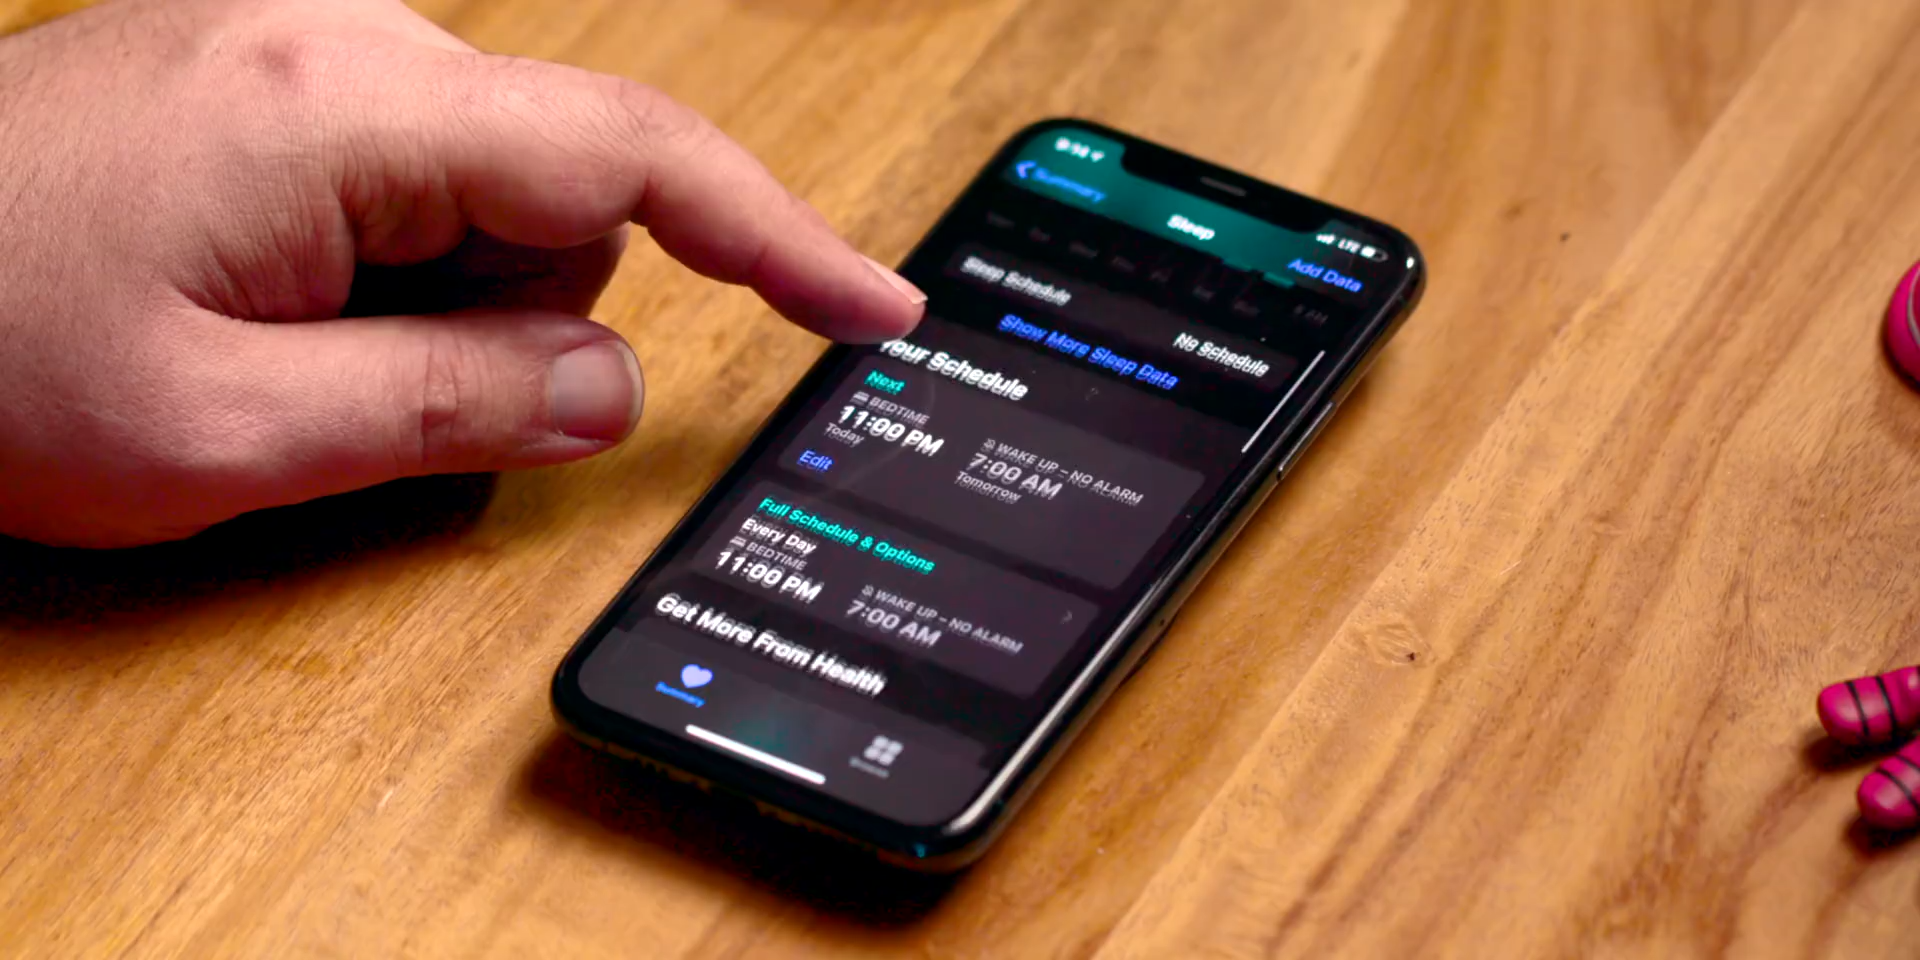 Summary
Sleep
LTE
Add Data
Sleep Schedule
No Schedule
Show More Sleep Data
Your Schedule
Next
BEDTIME
11:00 PM
Today
WAKE UP – NO ALARM
7:00 AM
Tomorrow
Edit
Full Schedule & Options
Every Day
BEDTIME
11:00 PM
WAKE UP – NO ALARM
7:00 AM
Get More From Health
Summary